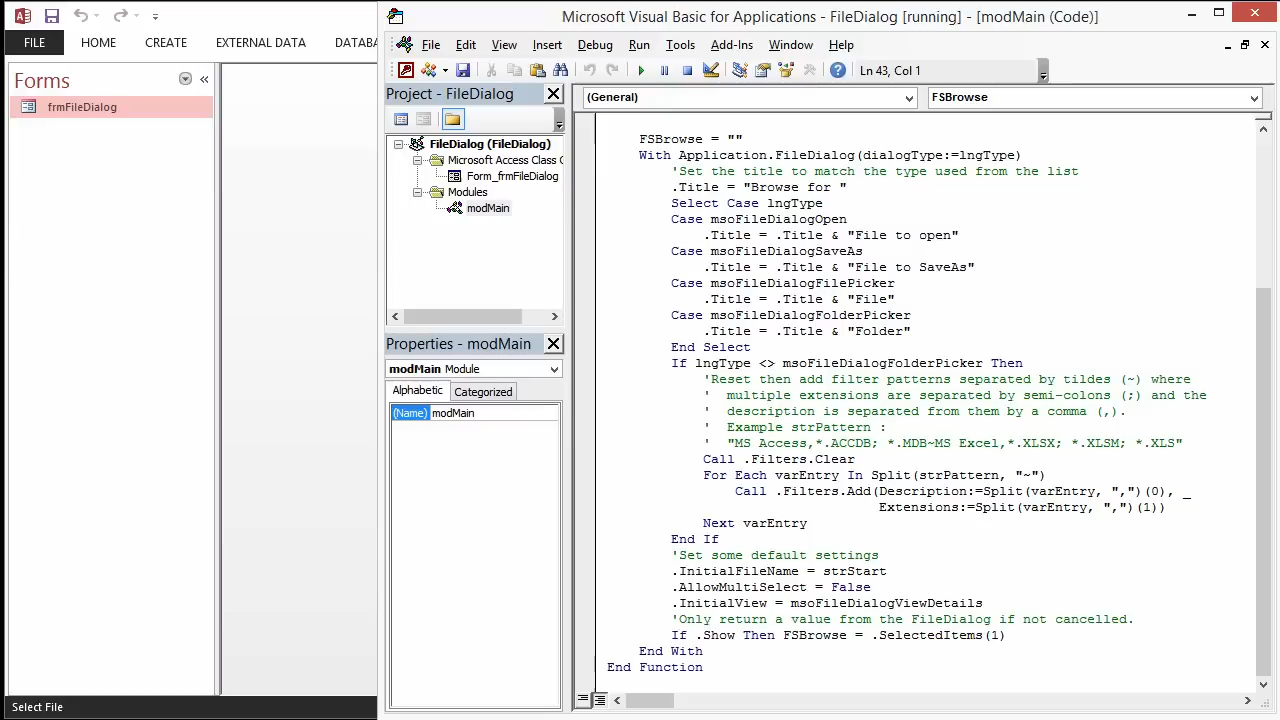 Microsoft Visual Basic for Applications - FileDialog [running] - [modMain (Code)]
FILE HOME CREATE EXTERNAL DATA DATABA
Forms
frmFileDialog
Select File
File Edit View Insert Debug Run Tools Add-Ins Window Help
Ln 43, Col 1
Project - FileDialog
FileDialog (FileDialog)
Microsoft Access Class O
Form_frmFileDialog
Modules
modMain
Properties - modMain
modMain Module
Alphabetic Categorized
(Name) modMain
(General) FSBrowse
FSBrowse = ""
With Application.FileDialog(dialogType:=lngType)
'Set the title to match the type used from the list
.Title = "Browse for "
Select Case lngType
Case msoFileDialogOpen
.Title = .Title & "File to open"
Case msoFileDialogSaveAs
.Title = .Title & "File to SaveAs"
Case msoFileDialogFilePicker
.Title = .Title & "File"
Case msoFileDialogFolderPicker
.Title = .Title & "Folder"
End Select
If lngType <> msoFileDialogFolderPicker Then
'Reset then add filter patterns separated by tildes (~) where
'  multiple extensions are separated by semi-colons (;) and the
'  description is separated from them by a comma (,).
'  Example strPattern :
'  "MS Access,*.ACCDB; *.MDB~MS Excel,*.XLSX; *.XLSM; *.XLS"
Call .Filters.Clear
For Each varEntry In Split(strPattern, "~")
Call .Filters.Add(Description:=Split(varEntry, ",")(0), _
Extensions:=Split(varEntry, ",")(1))
Next varEntry
End If
'Set some default settings
.InitialFileName = strStart
.AllowMultiSelect = False
.InitialView = msoFileDialogViewDetails
'Only return a value from the FileDialog if not cancelled.
If .Show Then FSBrowse = .SelectedItems(1)
End With
End Function